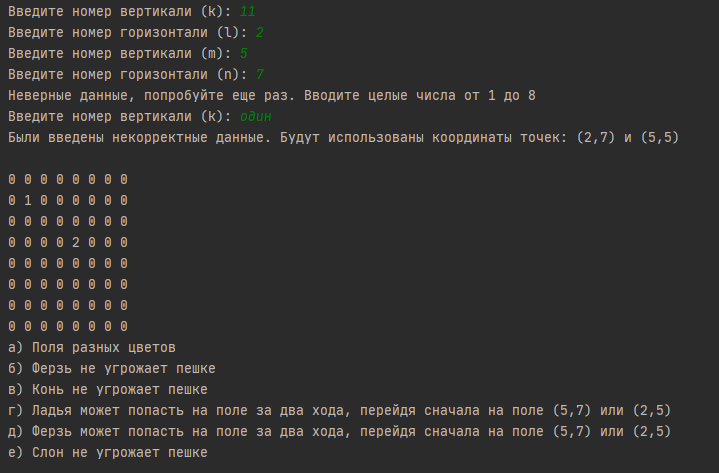 Введите номер вертикали (k): 11
Введите номер горизонтали (l): 2
Введите номер вертикали (m): 5
Введите номер горизонтали (n): 7
Неверные данные, попробуйте еще раз. Вводите целые числа от 1 до 8
Введите номер вертикали (k): один
Были введены некорректные данные. Будут использованы координаты точек: (2,7) и (5,5)
0 0 0 0 0 0 0 0
0 1 0 0 0 0 0 0
0 0 0 0 0 0 0 0
0 0 0 0 2 0 0 0
0 0 0 0 0 0 0 0
0 0 0 0 0 0 0 0
0 0 0 0 0 0 0 0
0 0 0 0 0 0 0 0
а) Поля разных цветов
б) Ферзь не угрожает пешке
в) Конь не угрожает пешке
г) Ладья может попасть на поле за два хода, перейдя сначала на поле (5,7) или (2,5)
д) Ферзь может попасть на поле за два хода, перейдя сначала на поле (5,7) или (2,5)
е) Слон не угрожает пешке